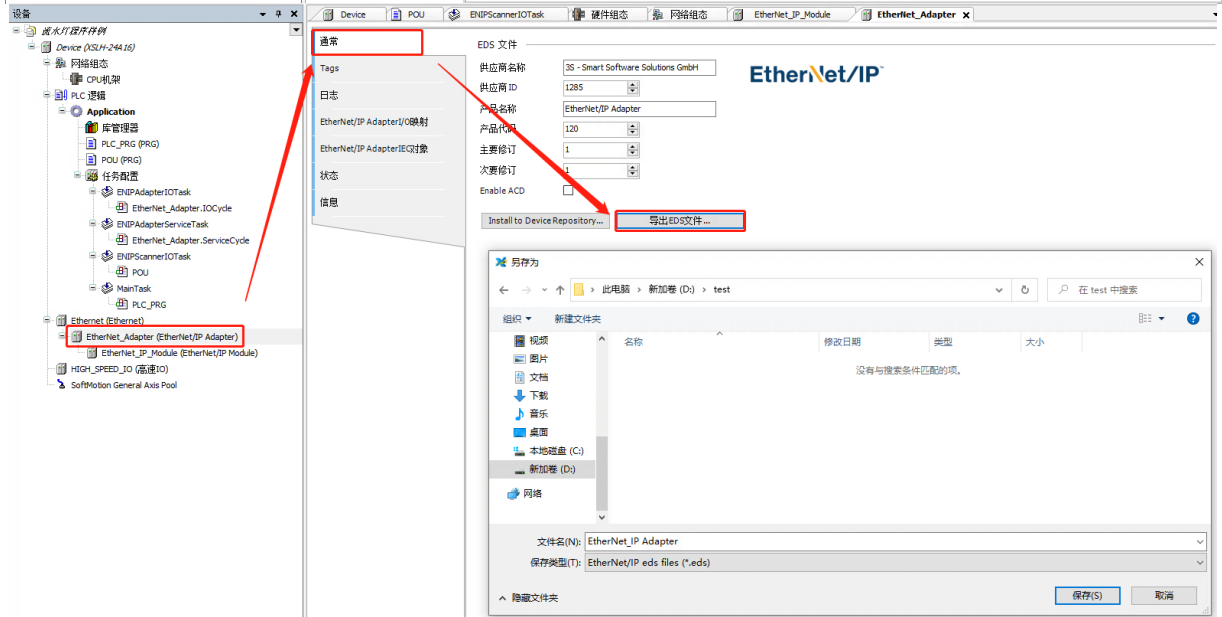 设备
流水灯程序样例
Device (XSLH-24A16)
网络组态
CPU机架
PLC 逻辑
Application
库管理器
PLC_PRG (PRG)
POU (PRG)
任务配置
ENIPAdapterIOTask
EtherNet_Adapter.IOCycle
ENIPAdapterServiceTask
EtherNet_Adapter.ServiceCycle
ENIPScannerIOTask
POU
MainTask
PLC_PRG
Ethernet (Ethernet)
EtherNet_Adapter (EtherNet/IP Adapter)
EtherNet_IP_Module (EtherNet/IP Module)
HIGH_SPEED_IO (高速IO)
SoftMotion General Axis Pool
Device
POU
ENIPScannerIOTask
硬件组态
网络组态
EtherNet_IP_Module
EtherNet_Adapter
通常
Tags
日志
EtherNet/IP AdapterI/O映射
EtherNet/IP AdapterIEC对象
状态
信息
EDS 文件
供应商名称 3S - Smart Software Solutions GmbH
供应商 ID 1285
产品名称 EtherNet/IP Adapter
产品代码 120
主要修订 1
次要修订 1
Enable ACD
EtherNet/IP
Install to Device Repository...
导出EDS文件...
另存为
此电脑 › 新加卷 (D:) › test
在 test 中搜索
组织
新建文件夹
视频
图片
文档
下载
音乐
桌面
本地磁盘 (C:)
新加卷 (D:)
网络
名称
修改日期
类型
大小
没有与搜索条件匹配的项。
文件名(N): EtherNet_IP Adapter
保存类型(T): EtherNet/IP eds files (*.eds)
隐藏文件夹
保存(S)
取消